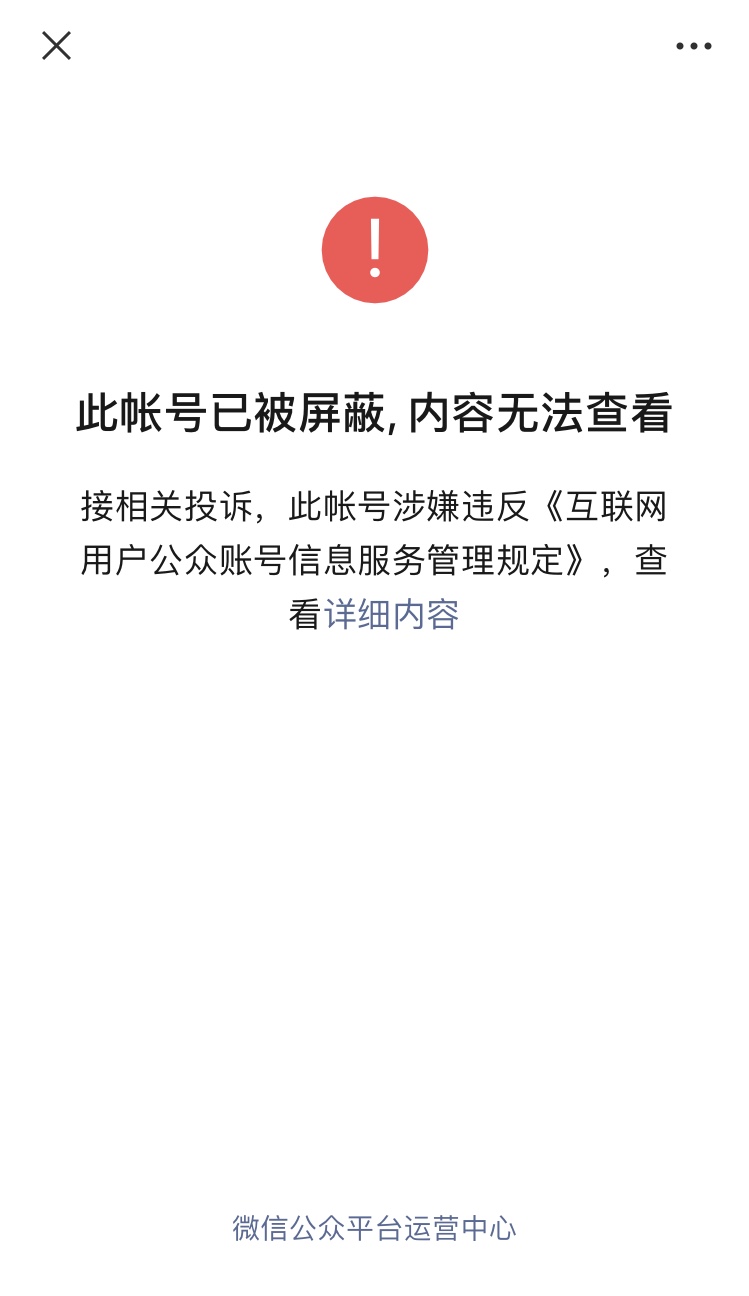 此帐号已被屏蔽, 内容无法查看
接相关投诉，此帐号涉嫌违反《互联网
用户公众账号信息服务管理规定》，查
看详细内容
微信公众平台运营中心